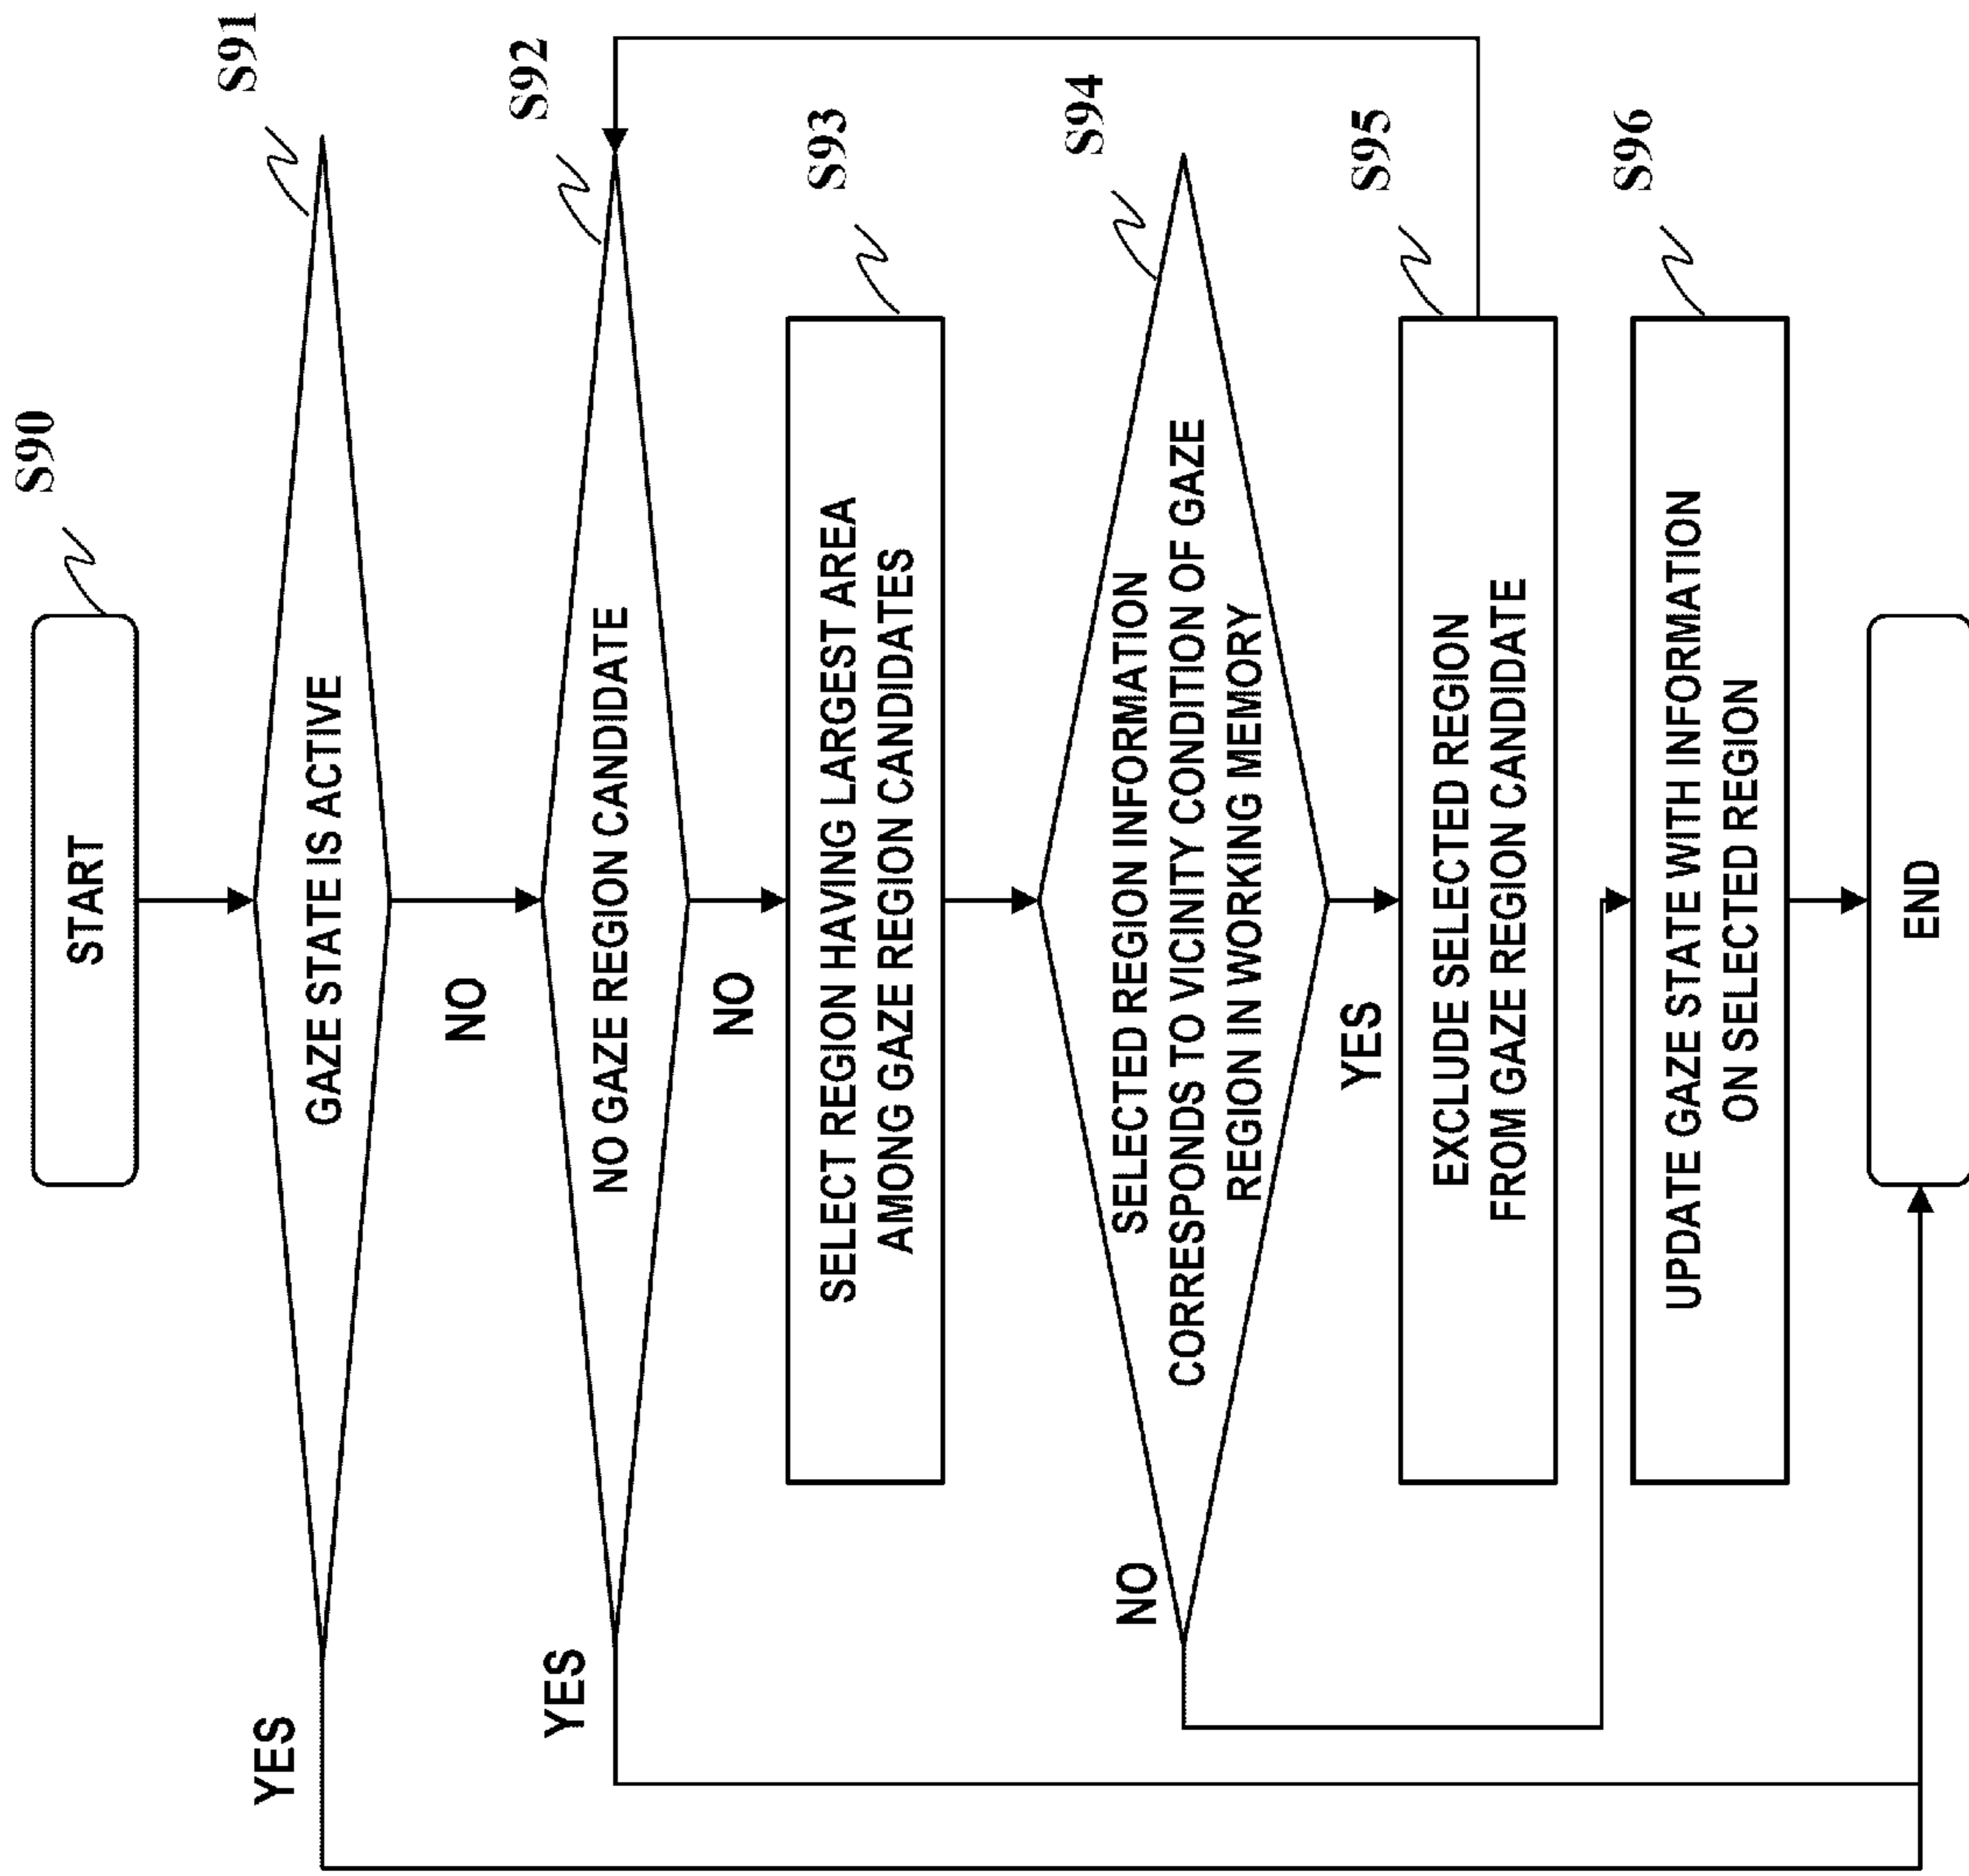 START
S90
GAZE STATE IS ACTIVE
S91
YES
NO
NO GAZE REGION CANDIDATE
S92
YES
NO
SELECT REGION HAVING LARGEST AREA
AMONG GAZE REGION CANDIDATES
S93
SELECTED REGION INFORMATION
CORRESPONDS TO VICINITY CONDITION OF GAZE
REGION IN WORKING MEMORY
S94
NO
YES
EXCLUDE SELECTED REGION
FROM GAZE REGION CANDIDATE
S95
UPDATE GAZE STATE WITH INFORMATION
ON SELECTED REGION
S96
END